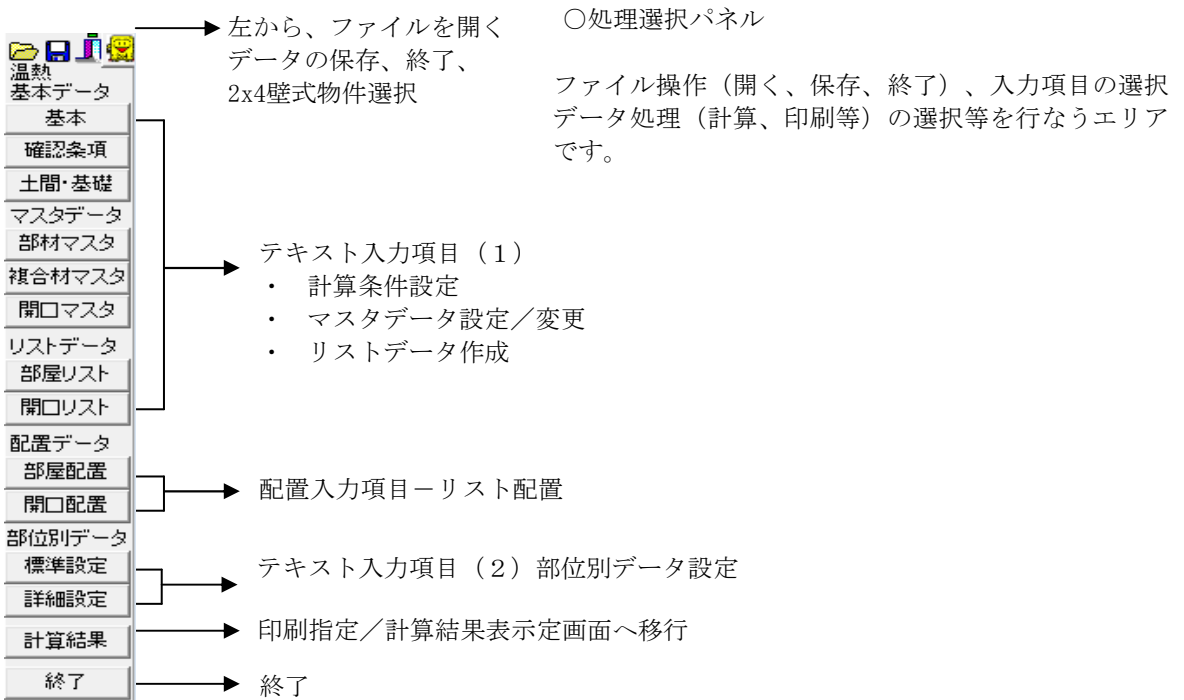 左から、ファイルを開く
データの保存、終了、
2x4壁式物件選択
○処理選択パネル
ファイル操作（開く、保存、終了）、入力項目の選択
データ処理（計算、印刷等）の選択等を行なうエリア
です。
温熱
基本データ
基本
確認条項
土間･基礎
マスタデータ
部材マスタ
複合材マスタ
開口マスタ
リストデータ
部屋リスト
開口リスト
テキスト入力項目（１）
・ 計算条件設定
・ マスタデータ設定／変更
・ リストデータ作成
配置データ
部屋配置
開口配置
配置入力項目－リスト配置
部位別データ
標準設定
詳細設定
テキスト入力項目（２）部位別データ設定
計算結果
印刷指定／計算結果表示定画面へ移行
終了
終了